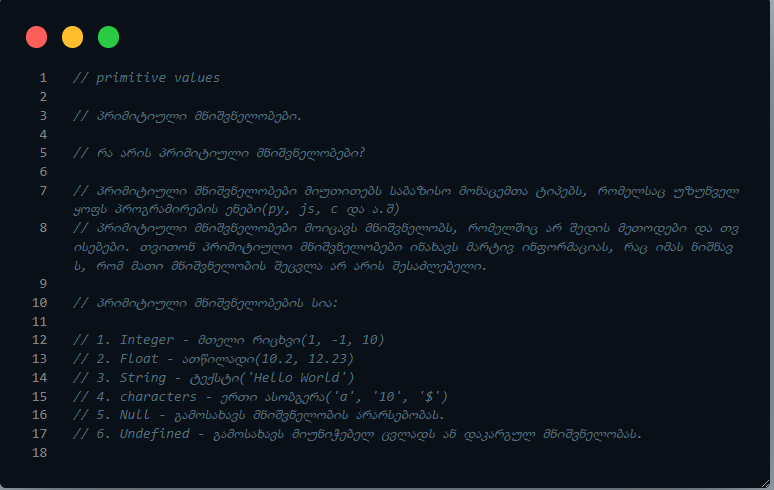 1 // primitive values
2
3 // პრიმიტიული მნიშვნელობები.
4
5 // რა არის პრიმიტიული მნიშვნელობები?
6
7 // პრიმიტიული მნიშვნელობები მიუთითებს საბაზისო მონაცემთა ტიპებს, რომელსაც უზუნველ
ყოფს პროგრამირების ენები(py, js, c და ა.შ)
8 // პრიმიტიული მნიშვნელობები მოიცავს მნიშვნელობს, რომელშიც არ შედის მეთოდები და თვ
ისებები. თვითონ პრიმიტიული მნიშვნელობები ინახავს მარტივ ინფორმაციას, რაც იმას ნიშნავ
ს, რომ მათი მნიშვნელობის შეცვლა არ არის შესაძლებელი.
9
10 // პრიმიტიული მნიშვნელობების სია:
11
12 // 1. Integer - მთელი რიცხვი(1, -1, 10)
13 // 2. Float - ათწილადი(10.2, 12.23)
14 // 3. String - ტექსტი('Hello World')
15 // 4. characters - ერთი ასობგერა('a', '10', '$')
16 // 5. Null - გამოსახავს მნიშვნელობის არარსებობას.
17 // 6. Undefined - გამოსახავს მიუნიჭებელ ცვლადს ან დაკარგულ მნიშვნელობას.
18